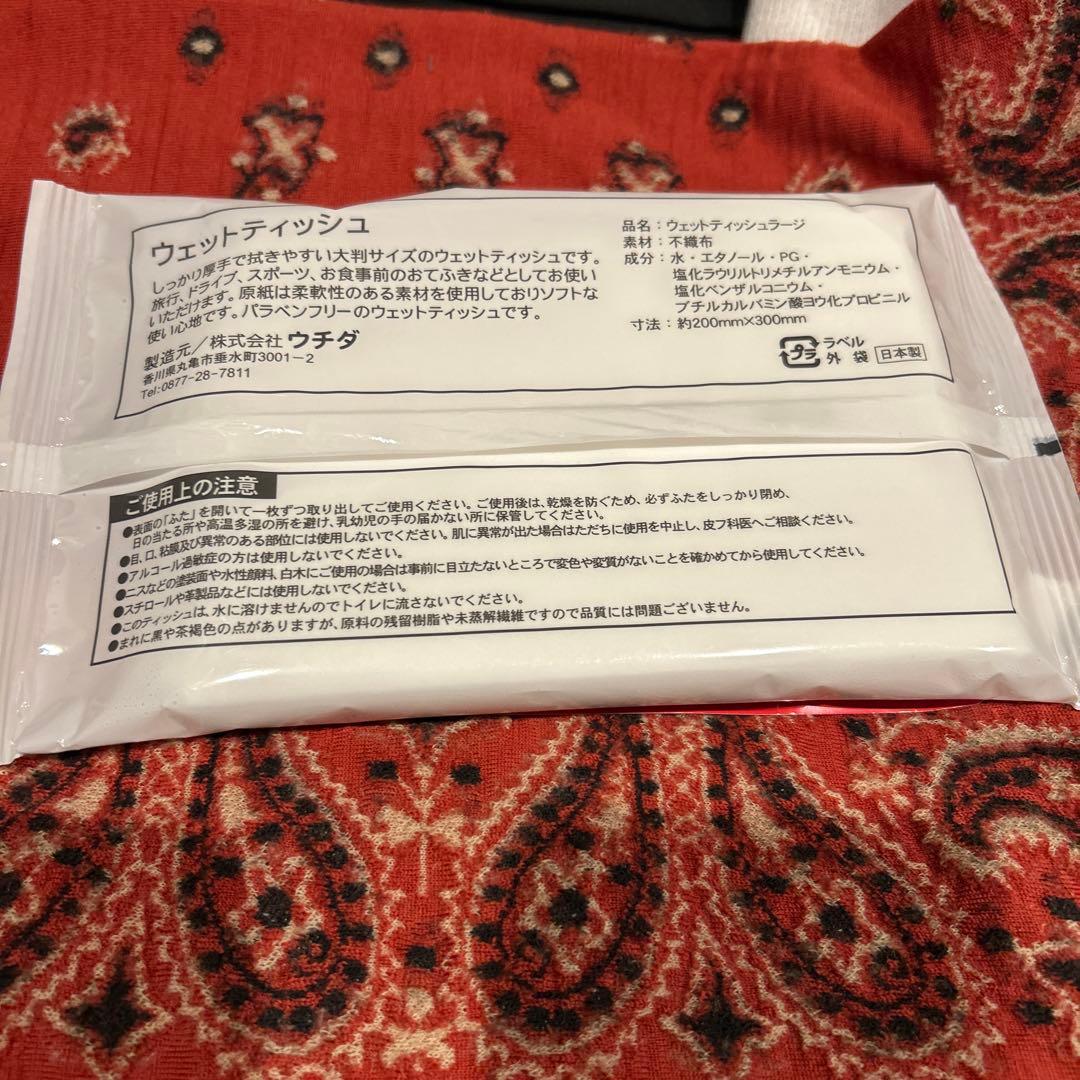 ウェットティッシュ
しっかり厚手で拭きやすい大判サイズのウェットティッシュです。
旅行、ドライブ、スポーツ、お食事前のおてふきなどとしてお使い
いただけます。原紙は柔軟性のある素材を使用しておりソフトな
使い心地です。パラベンフリーのウェットティッシュです。
製造元/株式会社 ウチダ
香川県丸亀市垂水町3001-2
Tel:0877-28-7811
品名:ウェットティッシュラージ
素材:不織布
成分:水・エタノール・PG・
塩化ラウリルトリメチルアンモニウム・
塩化ベンザルコニウム・
ブチルカルバミン酸ヨウ化プロピニル
寸法:約200mm×300mm
プラ ラベル
外袋 日本製
ご使用上の注意
●表面の「ふた」を開いて一枚ずつ取り出してご使用ください。ご使用後は、乾燥を防ぐため、必ずふたをしっかり閉め、
日の当たる所や高温多湿の所を避け、乳幼児の手の届かない所に保管してください。
●目、口、粘膜及び異常のある部位には使用しないでください。肌に異常が出た場合はただちに使用を中止し、皮フ科医へご相談ください。
●アルコール過敏症の方は使用しないでください。
●ニスなどの塗装面や水性顔料、白木にご使用の場合は事前に目立たないところで変色や変質がないことを確かめてから使用してください。
●スチロールや革製品などには使用しないでください。
●このティッシュは、水に溶けませんのでトイレに流さないでください。
●まれに黒や茶褐色の点がありますが、原料の残留樹脂や未蒸解繊維ですので品質には問題ございません。